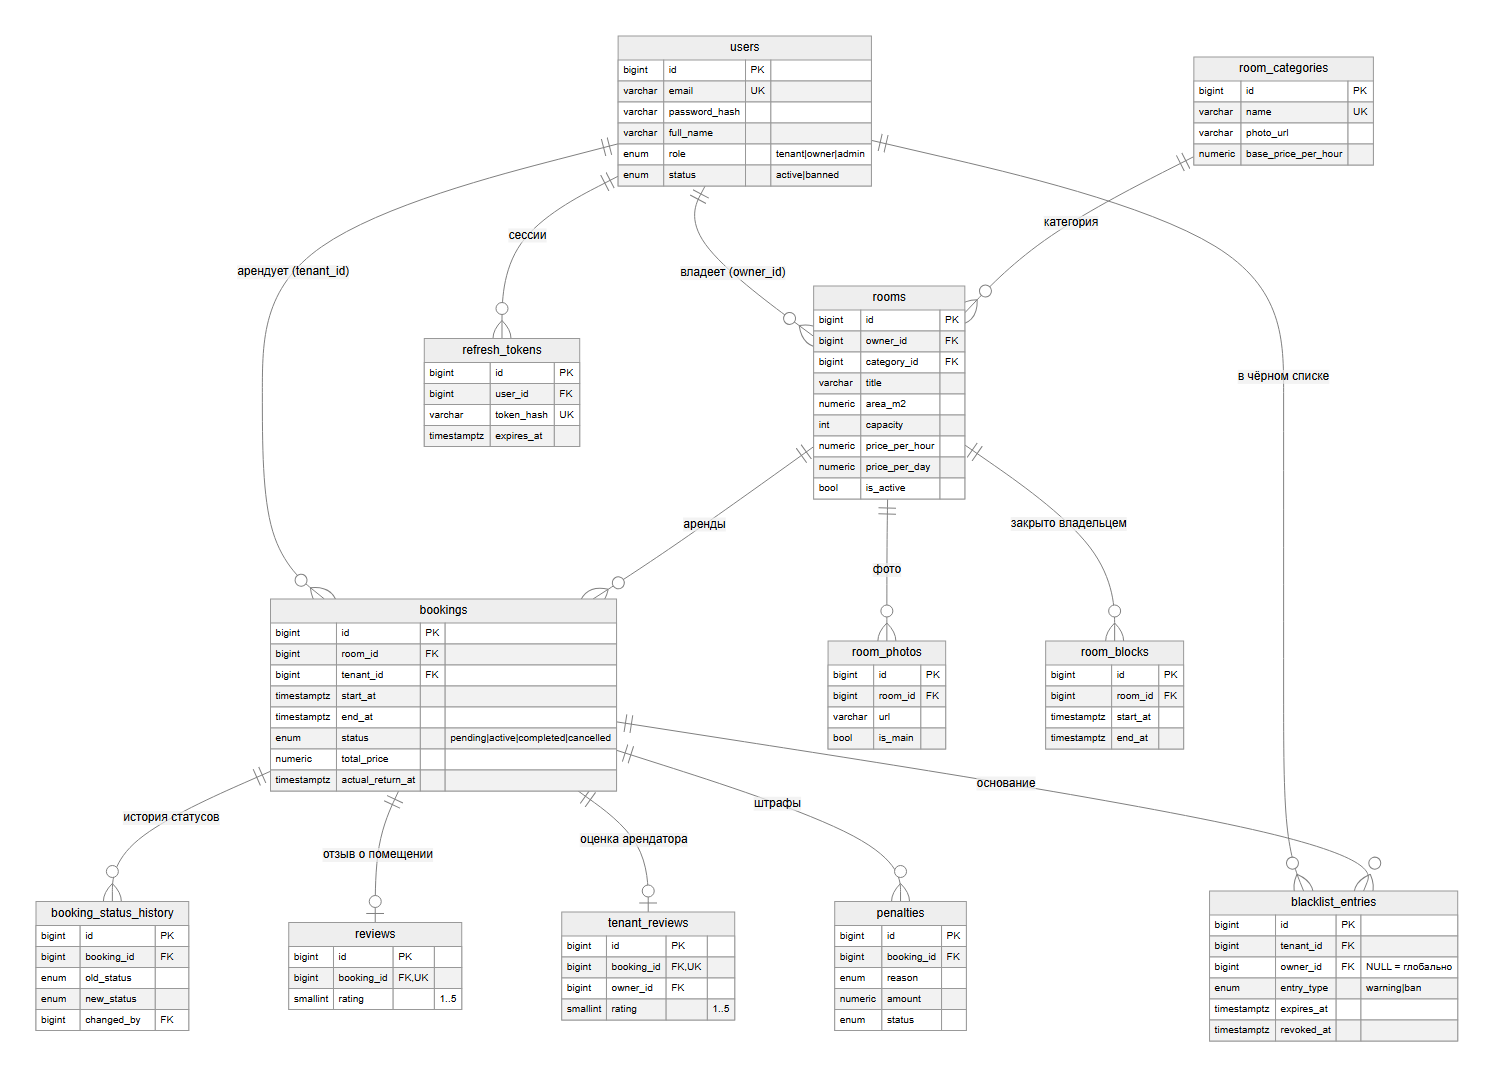 users
bigint id PK
varchar email UK
varchar password_hash
varchar full_name
enum role tenant|owner|admin
enum status active|banned
room_categories
bigint id PK
varchar name UK
varchar photo_url
numeric base_price_per_hour
сессии
категория
арендует (tenant_id)
владеет (owner_id)
rooms
bigint id PK
bigint owner_id FK
bigint category_id FK
varchar title
numeric area_m2
int capacity
numeric price_per_hour
numeric price_per_day
bool is_active
refresh_tokens
bigint id PK
bigint user_id FK
varchar token_hash UK
timestamptz expires_at
в чёрном списке
аренды
закрыто владельцем
фото
bookings
bigint id PK
bigint room_id FK
bigint tenant_id FK
timestamptz start_at
timestamptz end_at
enum status pending|active|completed|cancelled
numeric total_price
timestamptz actual_return_at
room_photos
bigint id PK
bigint room_id FK
varchar url
bool is_main
room_blocks
bigint id PK
bigint room_id FK
timestamptz start_at
timestamptz end_at
основание
штрафы
история статусов
оценка арендатора
отзыв о помещении
booking_status_history
bigint id PK
bigint booking_id FK
enum old_status
enum new_status
bigint changed_by FK
reviews
bigint id PK
bigint booking_id FK,UK
smallint rating 1..5
tenant_reviews
bigint id PK
bigint booking_id FK,UK
bigint owner_id FK
smallint rating 1..5
penalties
bigint id PK
bigint booking_id FK
enum reason
numeric amount
enum status
blacklist_entries
bigint id PK
bigint tenant_id FK
bigint owner_id FK NULL = глобально
enum entry_type warning|ban
timestamptz expires_at
timestamptz revoked_at